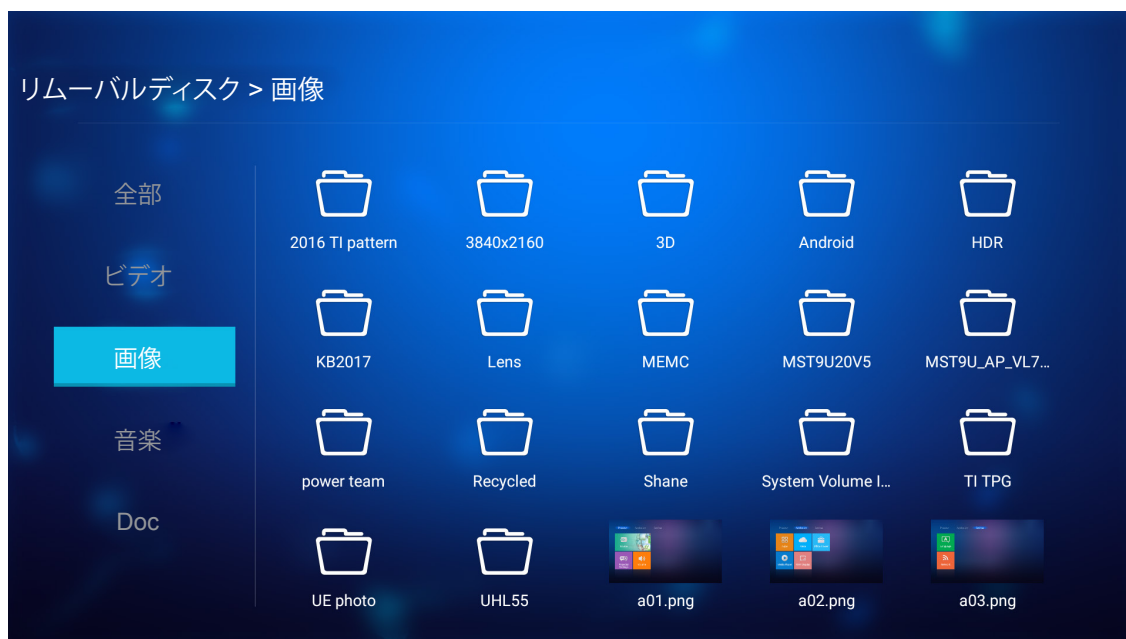 リムーバルディスク > 画像
全部
ビデオ
画像
音楽
Doc
2016 TI pattern
3840x2160
3D
Android
HDR
KB2017
Lens
MEMC
MST9U20V5
MST9U_AP_VL7...
power team
Recycled
Shane
System Volume I...
TI TPG
UE photo
UHL55
a01.png
a02.png
a03.png